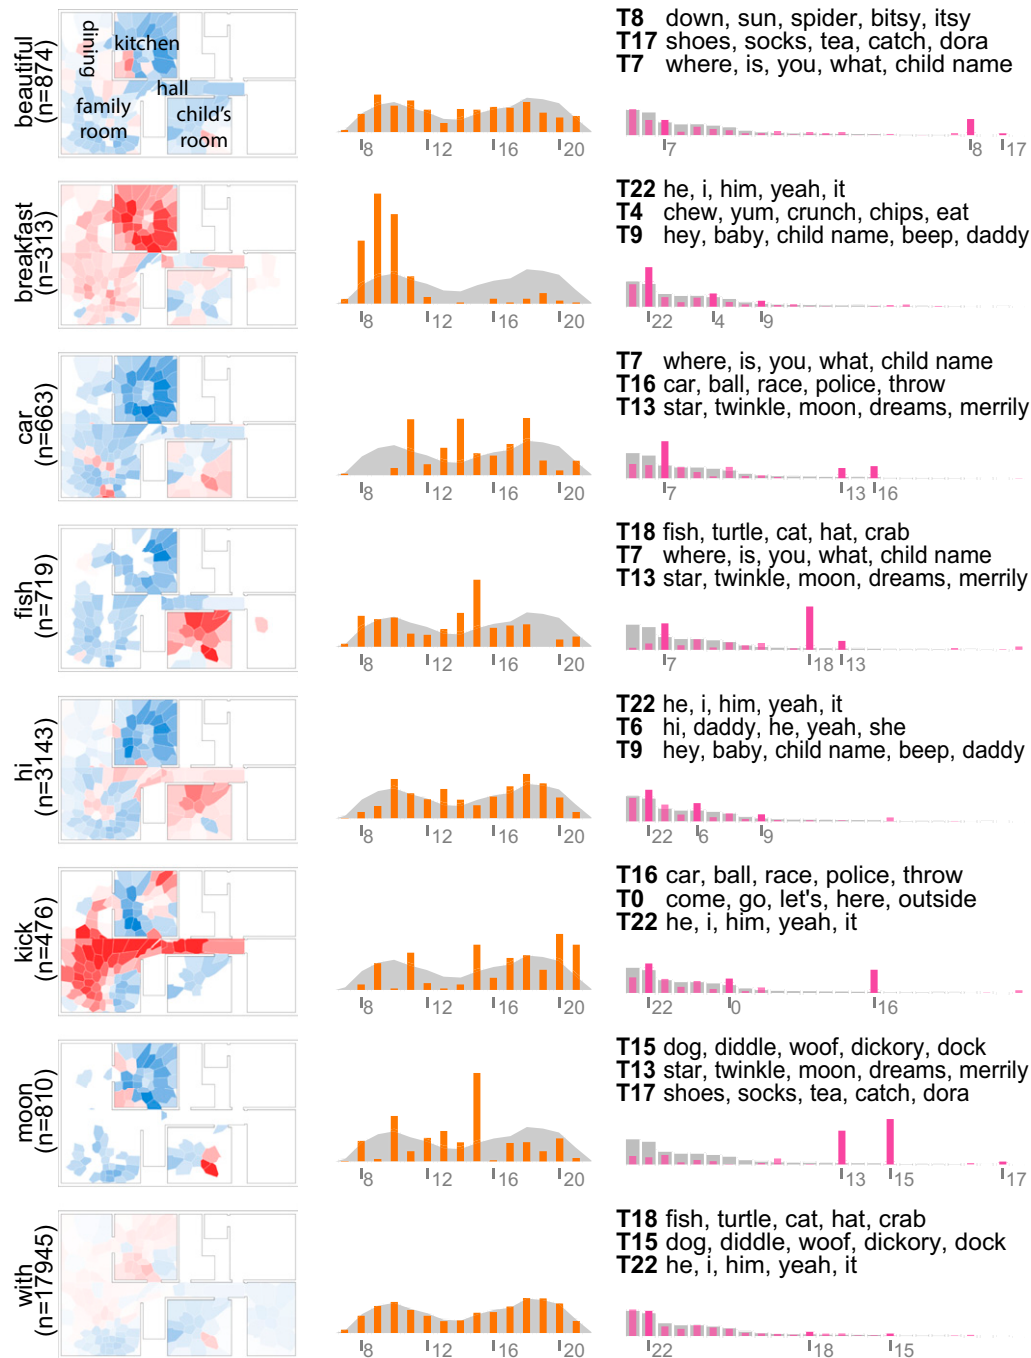 beautiful
(n=874)
dining
kitchen
hall
family
room
child's
room
8 12 16 20
T8 down, sun, spider, bitsy, itsy
T17 shoes, socks, tea, catch, dora
T7 where, is, you, what, child name
7 8 17
breakfast
(n=313)
8 12 16 20
T22 he, i, him, yeah, it
T4 chew, yum, crunch, chips, eat
T9 hey, baby, child name, beep, daddy
22 4 9
car
(n=663)
8 12 16 20
T7 where, is, you, what, child name
T16 car, ball, race, police, throw
T13 star, twinkle, moon, dreams, merrily
7 13 16
fish
(n=719)
8 12 16 20
T18 fish, turtle, cat, hat, crab
T7 where, is, you, what, child name
T13 star, twinkle, moon, dreams, merrily
7 18 13
hi
(n=3143)
8 12 16 20
T22 he, i, him, yeah, it
T6 hi, daddy, he, yeah, she
T9 hey, baby, child name, beep, daddy
22 6 9
kick
(n=476)
8 12 16 20
T16 car, ball, race, police, throw
T0 come, go, let's, here, outside
T22 he, i, him, yeah, it
22 0 16
moon
(n=810)
8 12 16 20
T15 dog, diddle, woof, dickory, dock
T13 star, twinkle, moon, dreams, merrily
T17 shoes, socks, tea, catch, dora
13 15 17
with
(n=17945)
8 12 16 20
T18 fish, turtle, cat, hat, crab
T15 dog, diddle, woof, dickory, dock
T22 he, i, him, yeah, it
22 18 15